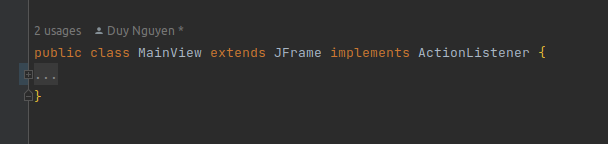 2 usages Duy Nguyen *
public class MainView extends JFrame implements ActionListener {
...
}